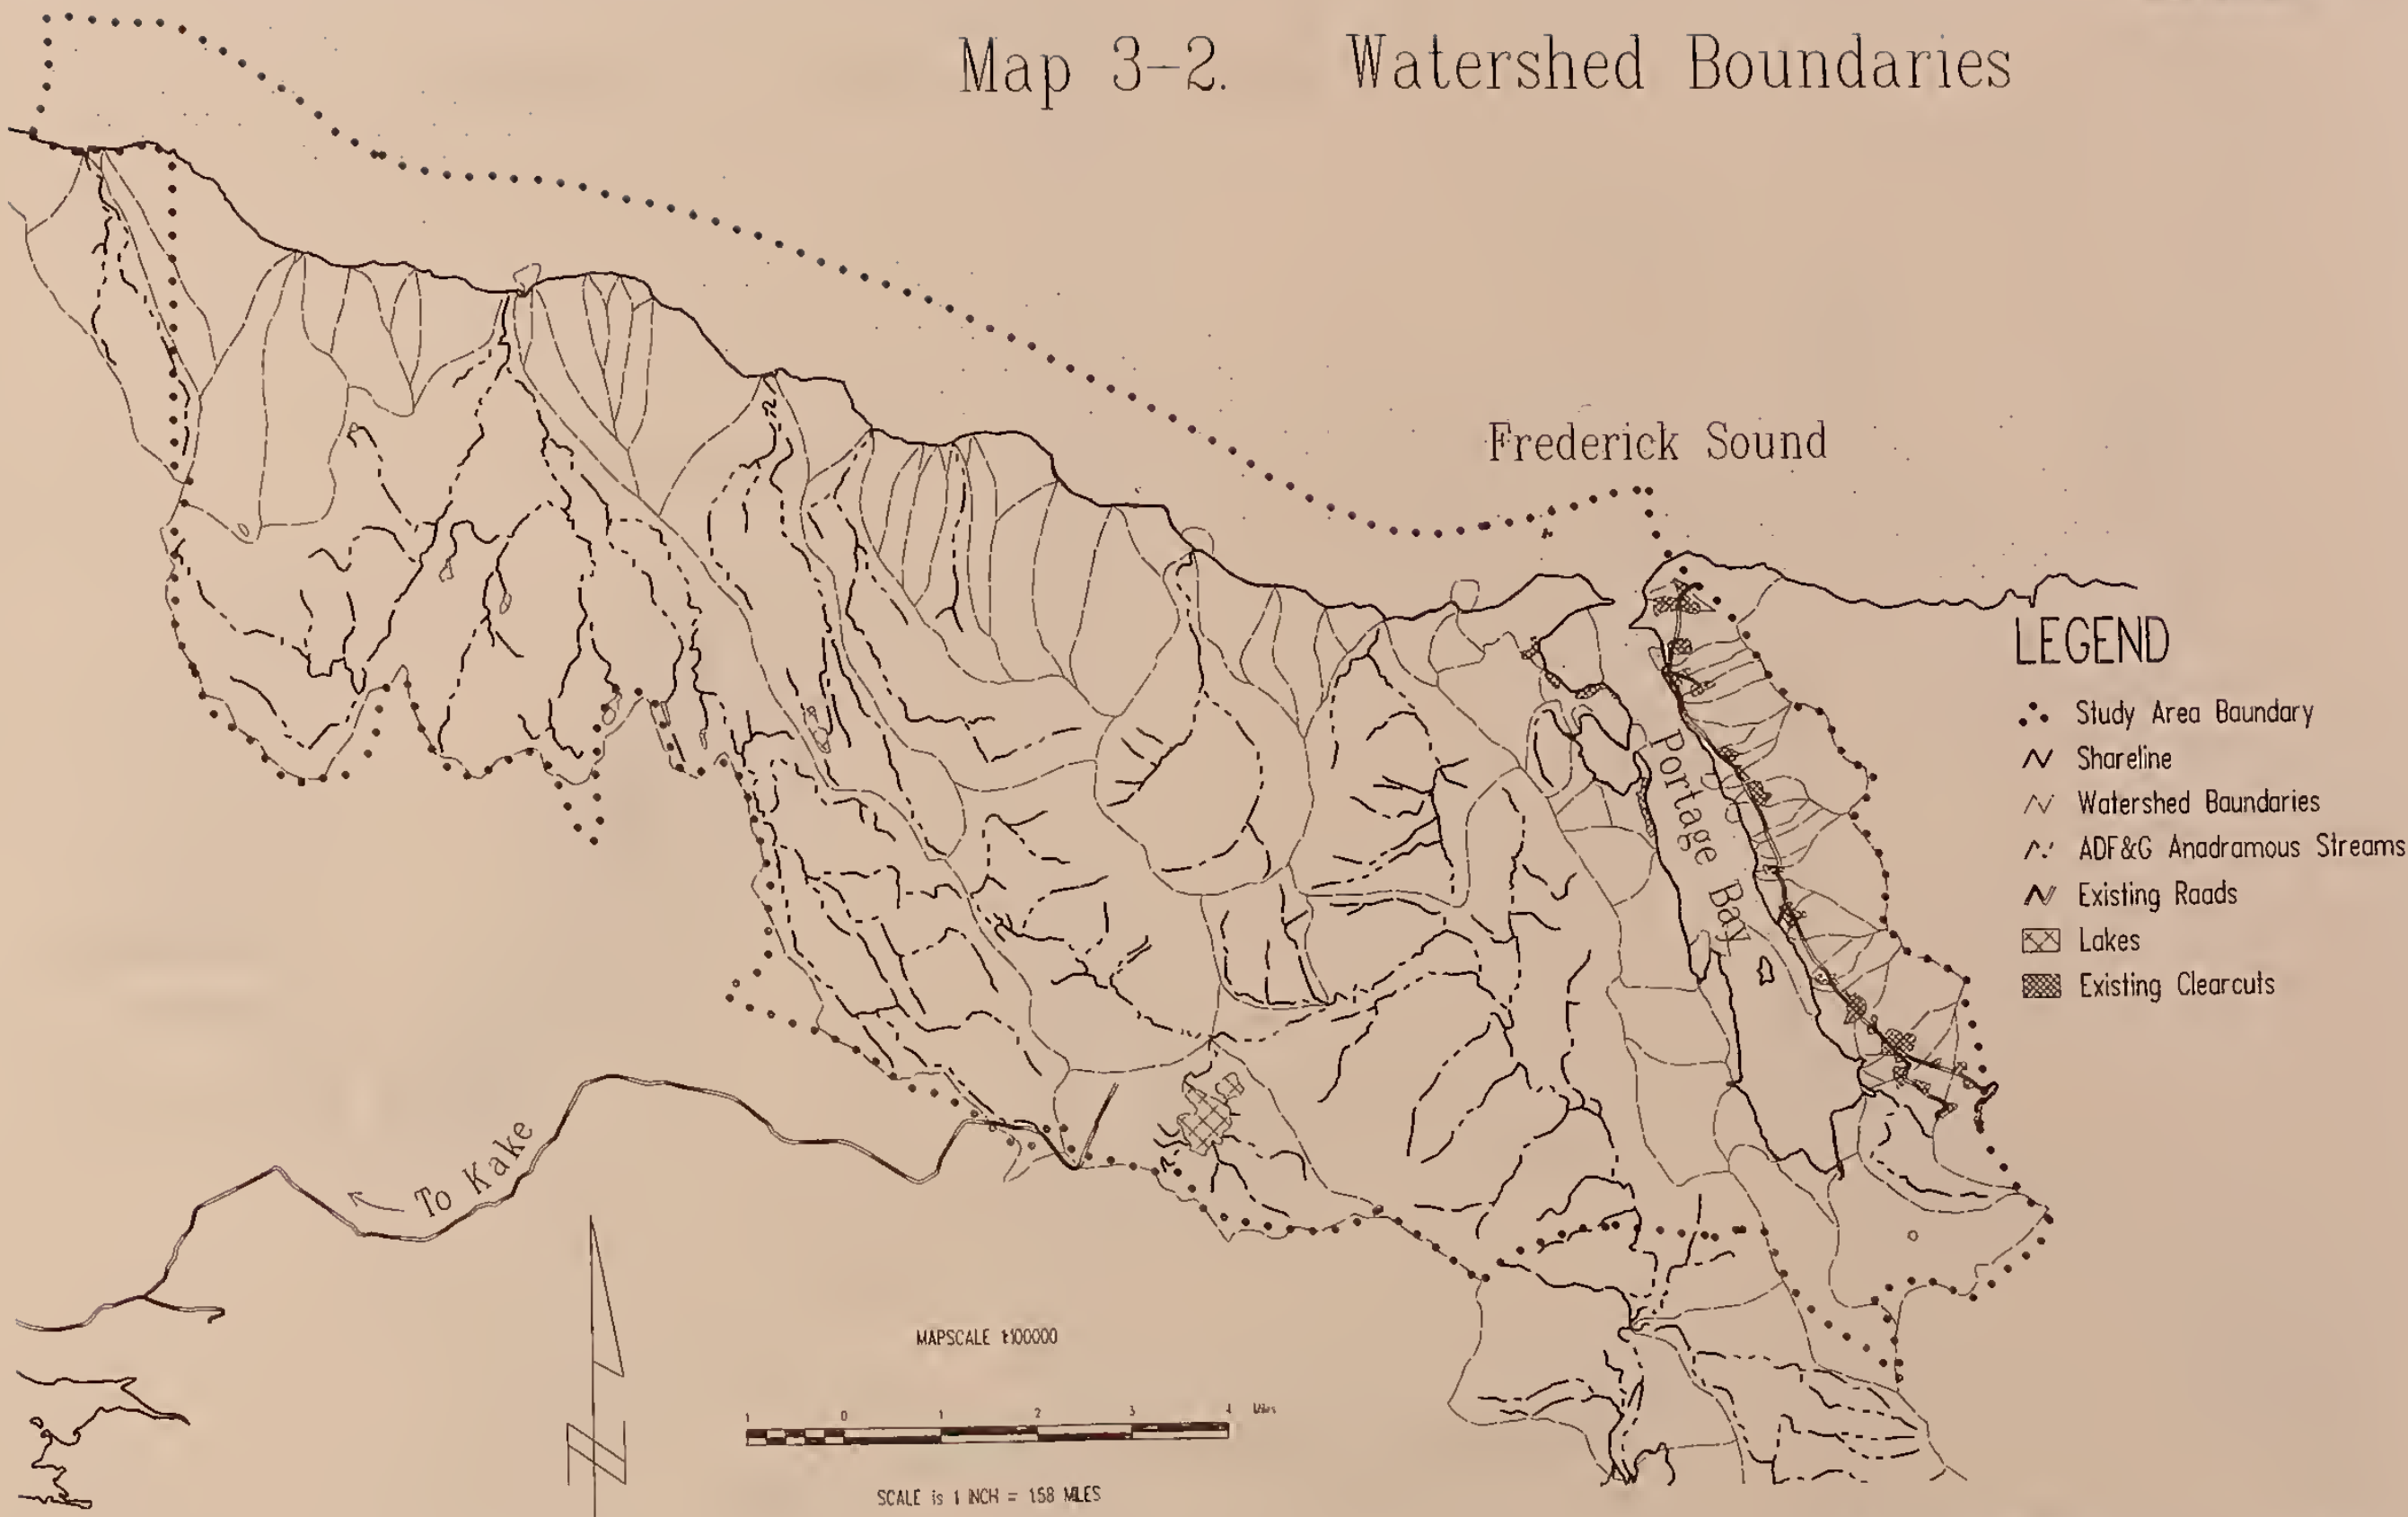 Map 3-2. Watershed Boundaries
Frederick Sound
LEGEND
Study Area Baundary
Shareline
Watershed Baundaries
ADF&G Anadramous Streams
Existing Raads
Lakes
Existing Clearcuts
Portage Bay
To Kake
MAPSCALE 1:100000
1 0 1 2 3 4 Miles
SCALE is 1 INCH = 1.58 MILES